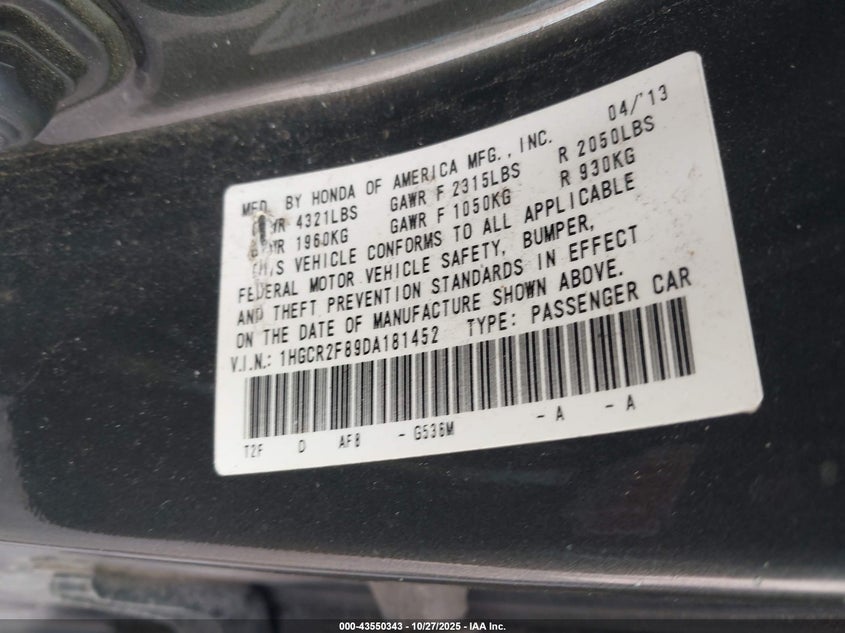 04/'13
MFD. BY HONDA OF AMERICA MFG., INC.
4321LBS GAWR F 2315LBS R 2050LBS
1960KG GAWR F 1050KG R 930KG
THIS VEHICLE CONFORMS TO ALL APPLICABLE
FEDERAL MOTOR VEHICLE SAFETY, BUMPER,
AND THEFT PREVENTION STANDARDS IN EFFECT
ON THE DATE OF MANUFACTURE SHOWN ABOVE.
V.I.N.: 1HGCR2F89DA181452 TYPE: PASSENGER CAR
T2F D AF8 - G536M - A - A
000-43550343 | 10/27/2025 - IAA Inc.